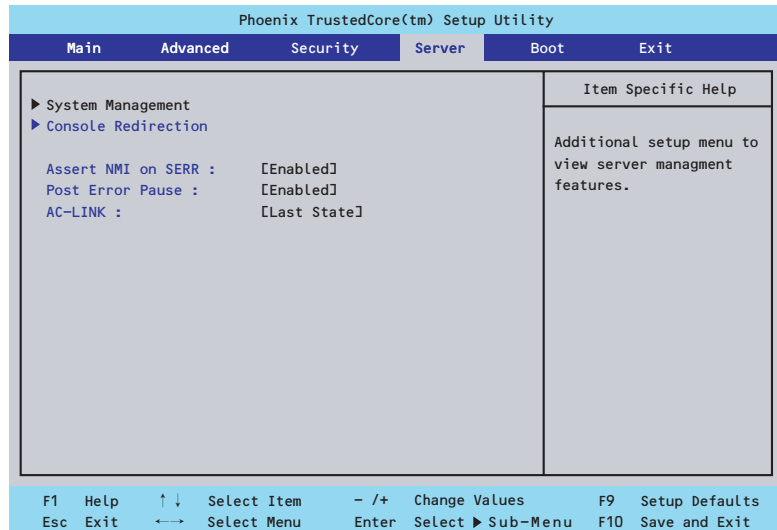 Phoenix TrustedCore(tm) Setup Utility
Main Advanced Security Server Boot Exit
Item Specific Help
▶ System Management
▶ Console Redirection
Additional setup menu to
view server managment
features.
Assert NMI on SERR : [Enabled]
Post Error Pause : [Enabled]
AC-LINK : [Last State]
F1 Help ↑↓ Select Item - /+ Change Values F9 Setup Defaults
Esc Exit ←→ Select Menu Enter Select ▶ Sub-Menu F10 Save and Exit